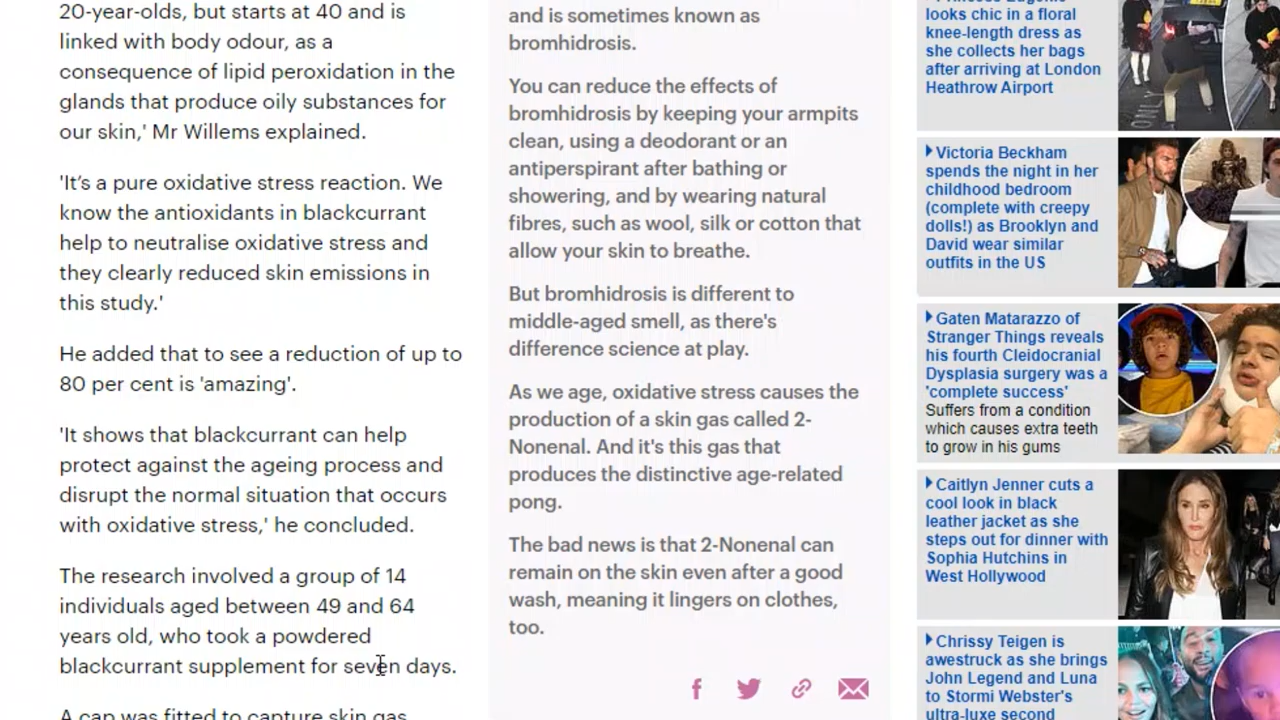 20-year-olds, but starts at 40 and is
linked with body odour, as a
consequence of lipid peroxidation in the
glands that produce oily substances for
our skin,' Mr Willems explained.
'It's a pure oxidative stress reaction. We
know the antioxidants in blackcurrant
help to neutralise oxidative stress and
they clearly reduced skin emissions in
this study.'
He added that to see a reduction of up to
80 per cent is 'amazing'.
'It shows that blackcurrant can help
protect against the ageing process and
disrupt the normal situation that occurs
with oxidative stress,' he concluded.
The research involved a group of 14
individuals aged between 49 and 64
years old, who took a powdered
blackcurrant supplement for seven days.
A cap was fitted to capture skin gas
and is sometimes known as
bromhidrosis.
You can reduce the effects of
bromhidrosis by keeping your armpits
clean, using a deodorant or an
antiperspirant after bathing or
showering, and by wearing natural
fibres, such as wool, silk or cotton that
allow your skin to breathe.
But bromhidrosis is different to
middle-aged smell, as there's
difference science at play.
As we age, oxidative stress causes the
production of a skin gas called 2-
Nonenal. And it's this gas that
produces the distinctive age-related
pong.
The bad news is that 2-Nonenal can
remain on the skin even after a good
wash, meaning it lingers on clothes,
too.
Princess Eugenie
looks chic in a floral
knee-length dress as
she collects her bags
after arriving at London
Heathrow Airport
Victoria Beckham
spends the night in her
childhood bedroom
(complete with creepy
dolls!) as Brooklyn and
David wear similar
outfits in the US
Gaten Matarazzo of
Stranger Things reveals
his fourth Cleidocranial
Dysplasia surgery was a
'complete success'
Suffers from a condition
which causes extra teeth
to grow in his gums
Caitlyn Jenner cuts a
cool look in black
leather jacket as she
steps out for dinner with
Sophia Hutchins in
West Hollywood
Chrissy Teigen is
awestruck as she brings
John Legend and Luna
to Stormi Webster's
ultra-luxe second